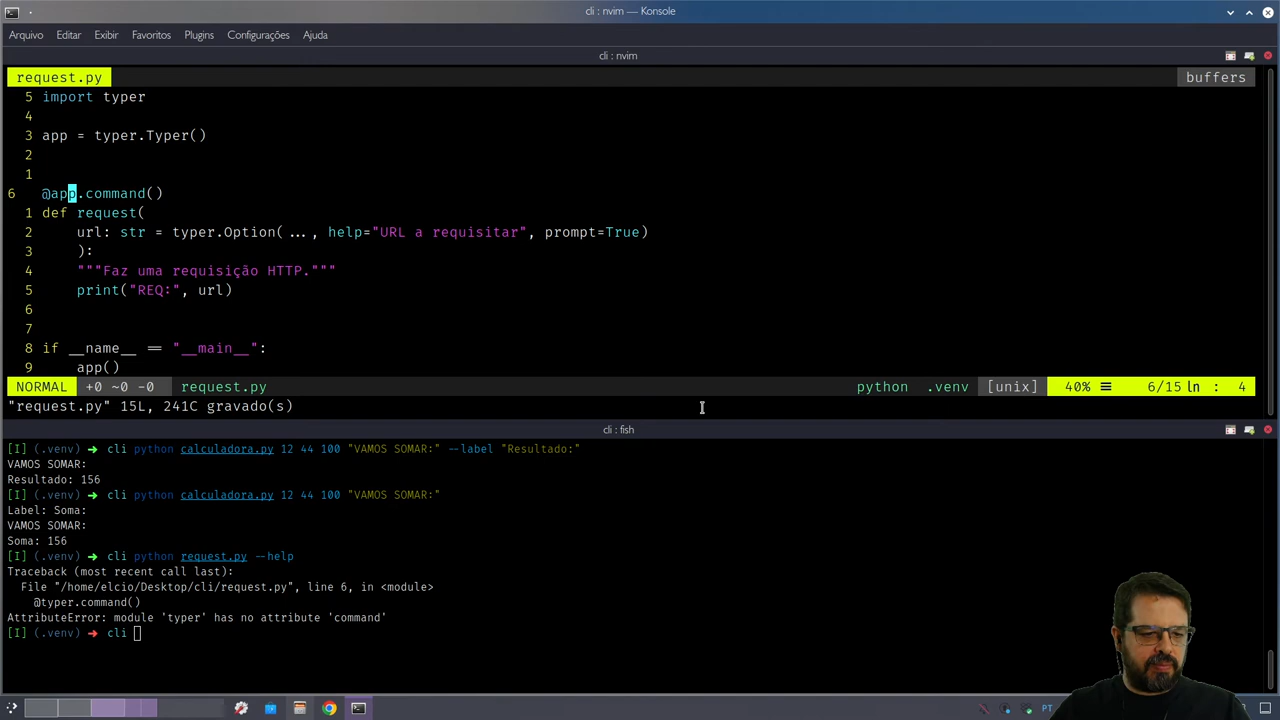 cli : nvim — Konsole
Arquivo Editar Exibir Favoritos Plugins Configurações Ajuda
cli : nvim
request.py buffers
5 import typer
4
3 app = typer.Typer()
2
1
6 @app.command()
1 def request(
2 url: str = typer.Option(..., help="URL a requisitar", prompt=True)
3 ):
4 """Faz uma requisição HTTP."""
5 print("REQ:", url)
6
7
8 if __name__ == "__main__":
9 app()
NORMAL +0 ~0 -0 request.py python .venv [unix] 40% ☰ 6/15 ln : 4
"request.py" 15L, 241C gravado(s)
cli : fish
[I] (.venv) ➜ cli python calculadora.py 12 44 100 "VAMOS SOMAR:" --label "Resultado:"
VAMOS SOMAR:
Resultado: 156
[I] (.venv) ➜ cli python calculadora.py 12 44 100 "VAMOS SOMAR:"
Label: Soma:
VAMOS SOMAR:
Soma: 156
[I] (.venv) ➜ cli python request.py --help
Traceback (most recent call last):
File "/home/elcio/Desktop/cli/request.py", line 6, in <module>
@typer.command()
AttributeError: module 'typer' has no attribute 'command'
[I] (.venv) ➜ cli
PT